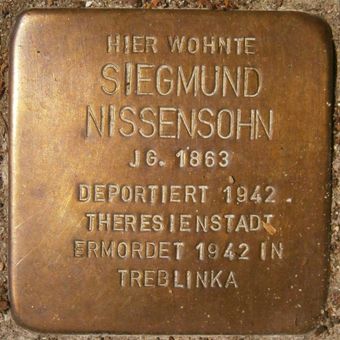 HIER WOHNTE
SIEGMUND
NISSENSOHN
JG. 1863
DEPORTIERT 1942
THERESIENSTADT
ERMORDET 1942 IN
TREBLINKA